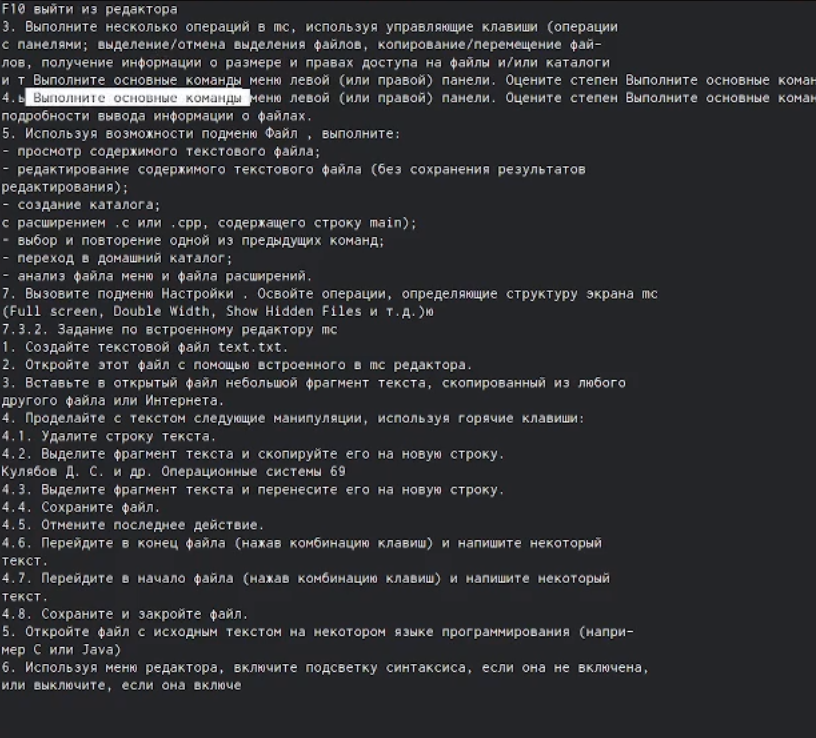 F10 выйти из редактора
3. Выполните несколько операций в mc, используя управляющие клавиши (операции
с панелями; выделение/отмена выделения файлов, копирование/перемещение фай-
лов, получение информации о размере и правах доступа на файлы и/или каталоги
и т Выполните основные команды меню левой (или правой) панели. Оцените степен Выполните основные коман
4.ы Выполните основные команды меню левой (или правой) панели. Оцените степен Выполните основные коман
подробности вывода информации о файлах.
5. Используя возможности подменю Файл , выполните:
- просмотр содержимого текстового файла;
- редактирование содержимого текстового файла (без сохранения результатов
редактирования);
- создание каталога;
с расширением .c или .cpp, содержащего строку main);
- выбор и повторение одной из предыдущих команд;
- переход в домашний каталог;
- анализ файла меню и файла расширений.
7. Вызовите подменю Настройки . Освойте операции, определяющие структуру экрана mc
(Full screen, Double Width, Show Hidden Files и т.д.)ю
7.3.2. Задание по встроенному редактору mc
1. Создайте текстовой файл text.txt.
2. Откройте этот файл с помощью встроенного в mc редактора.
3. Вставьте в открытый файл небольшой фрагмент текста, скопированный из любого
другого файла или Интернета.
4. Проделайте с текстом следующие манипуляции, используя горячие клавиши:
4.1. Удалите строку текста.
4.2. Выделите фрагмент текста и скопируйте его на новую строку.
Кулябов Д. С. и др. Операционные системы 69
4.3. Выделите фрагмент текста и перенесите его на новую строку.
4.4. Сохраните файл.
4.5. Отмените последнее действие.
4.6. Перейдите в конец файла (нажав комбинацию клавиш) и напишите некоторый
текст.
4.7. Перейдите в начало файла (нажав комбинацию клавиш) и напишите некоторый
текст.
4.8. Сохраните и закройте файл.
5. Откройте файл с исходным текстом на некотором языке программирования (напри-
мер C или Java)
6. Используя меню редактора, включите подсветку синтаксиса, если она не включена,
или выключите, если она включе